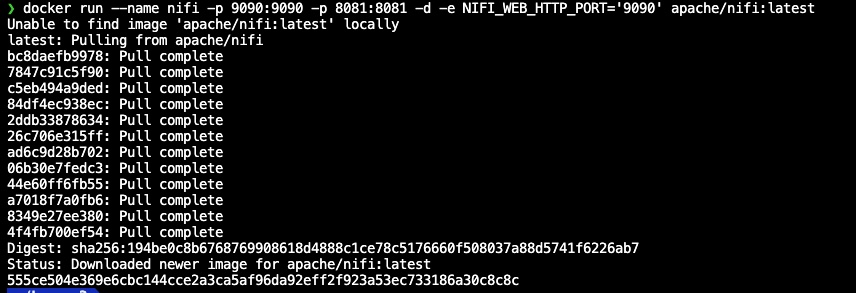 ❯ docker run --name nifi -p 9090:9090 -p 8081:8081 -d -e NIFI_WEB_HTTP_PORT='9090' apache/nifi:latest
Unable to find image 'apache/nifi:latest' locally
latest: Pulling from apache/nifi
bc8daefb9978: Pull complete
7847c91c5f90: Pull complete
c5eb494a9ded: Pull complete
84df4ec938ec: Pull complete
2ddb33878634: Pull complete
26c706e315ff: Pull complete
ad6c9d28b702: Pull complete
06b30e7fedc3: Pull complete
44e60ff6fb55: Pull complete
a7018f7a0fb6: Pull complete
8349e27ee380: Pull complete
4f4fb700ef54: Pull complete
Digest: sha256:194be0c8b6768769908618d4888c1ce78c5176660f508037a88d5741f6226ab7
Status: Downloaded newer image for apache/nifi:latest
555ce504e369e6cbc144cce2a3ca5af96da92eff2f923a53ec733186a30c8c8c